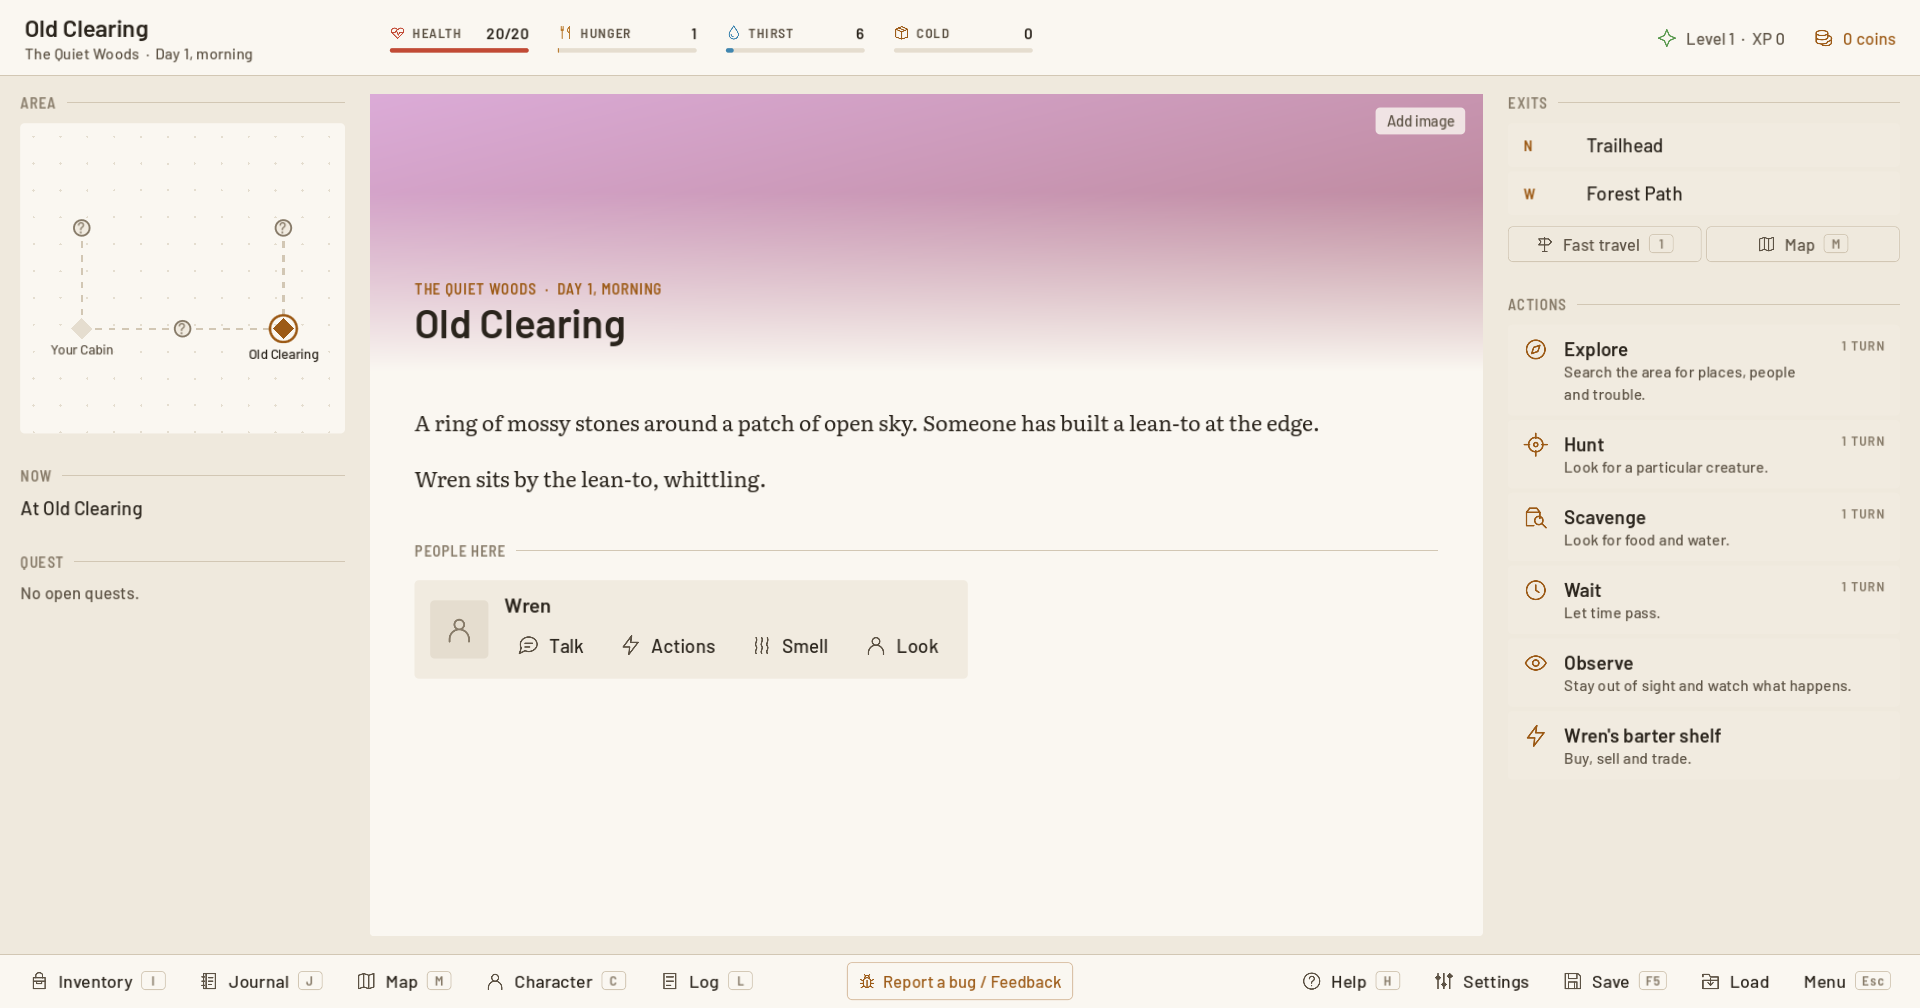 Old Clearing
The Quiet Woods · Day 1, morning
HEALTH 20/20
HUNGER 1
THIRST 6
COLD 0
Level 1 · XP 0
0 coins
AREA
?
?
?
Your Cabin
Old Clearing
NOW
At Old Clearing
QUEST
No open quests.
Add image
THE QUIET WOODS · DAY 1, MORNING
Old Clearing
A ring of mossy stones around a patch of open sky. Someone has built a lean-to at the edge.
Wren sits by the lean-to, whittling.
PEOPLE HERE
Wren
Talk Actions Smell Look
EXITS
N Trailhead
W Forest Path
Fast travel 1 Map M
ACTIONS
Explore 1 TURN
Search the area for places, people
and trouble.
Hunt 1 TURN
Look for a particular creature.
Scavenge 1 TURN
Look for food and water.
Wait 1 TURN
Let time pass.
Observe
Stay out of sight and watch what happens.
Wren's barter shelf
Buy, sell and trade.
Inventory I Journal J Map M Character C Log L Report a bug / Feedback Help H Settings Save F5 Load Menu Esc